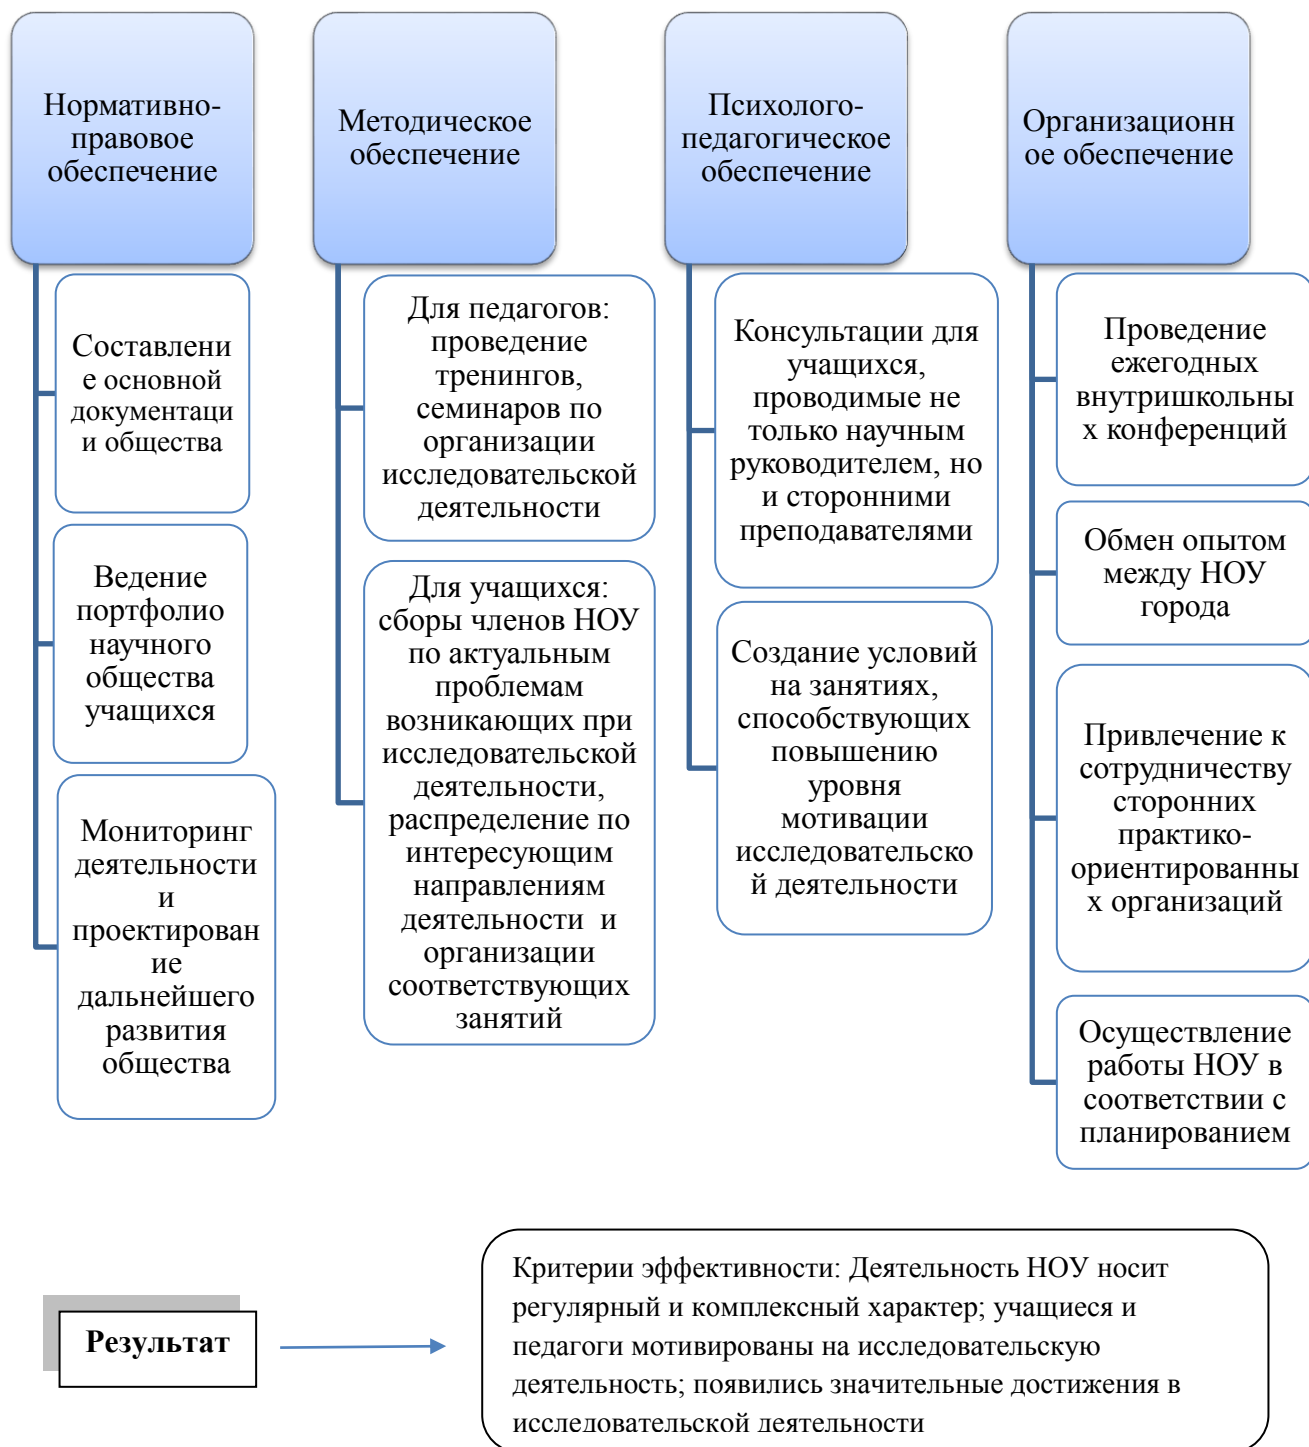 Нормативно-
правовое
обеспечение
Составлени
е основной
документаци
и общества
Ведение
портфолио
научного
общества
учащихся
Мониторинг
деятельности
и
проектирован
ие
дальнейшего
развития
общества
Методическое
обеспечение
Для педагогов:
проведение
тренингов,
семинаров по
организации
исследовательской
деятельности
Для учащихся:
сборы членов НОУ
по актуальным
проблемам
возникающих при
исследовательской
деятельности,
распределение по
интересующим
направлениям
деятельности и
организации
соответствующих
занятий
Психолого-
педагогическое
обеспечение
Консультации для
учащихся,
проводимые не
только научным
руководителем, но
и сторонними
преподавателями
Создание условий
на занятиях,
способствующих
повышению
уровня
мотивации
исследовательско
й деятельности
Организационн
ое обеспечение
Проведение
ежегодных
внутришкольны
х конференций
Обмен опытом
между НОУ
города
Привлечение к
сотрудничеству
сторонних
практико-
ориентированны
х организаций
Осуществление
работы НОУ в
соответствии с
планированием
Результат
Критерии эффективности: Деятельность НОУ носит
регулярный и комплексный характер; учащиеся и
педагоги мотивированы на исследовательскую
деятельность; появились значительные достижения в
исследовательской деятельности